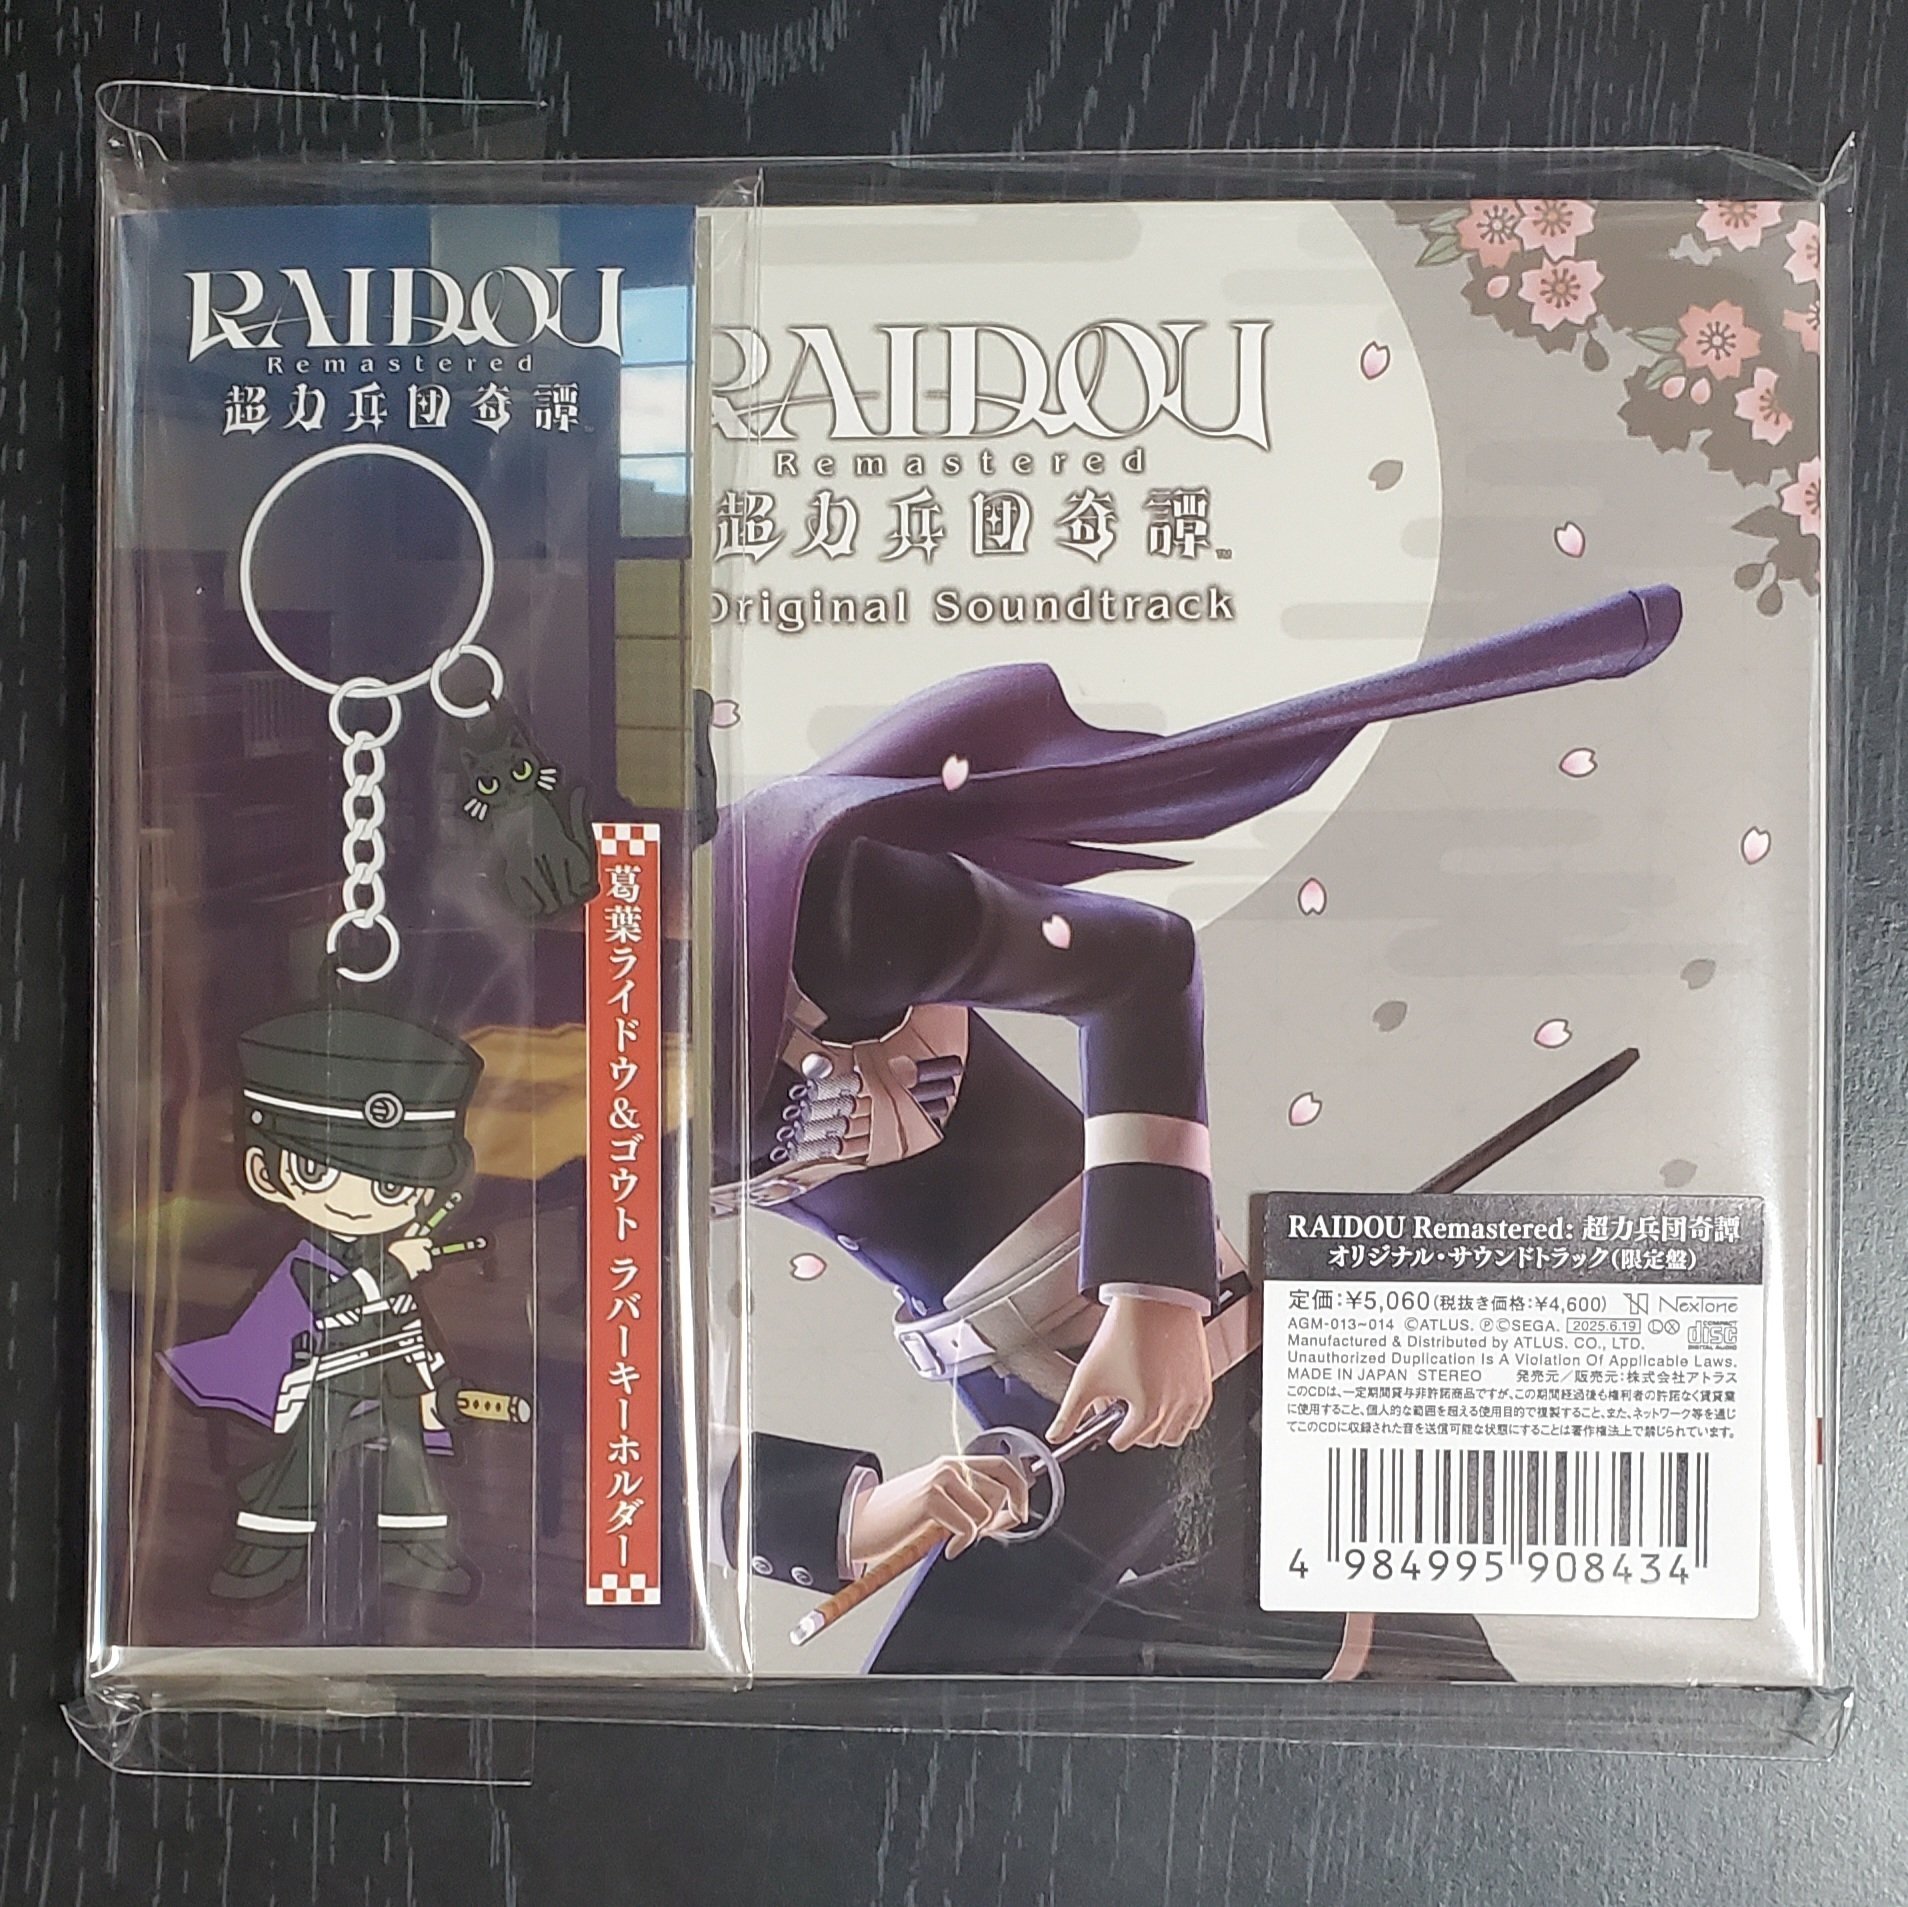 RAIDOU
Remastered
超力兵団奇譚
葛葉ライドウ&ゴウト ラバーキーホルダー
RAIDOU
Remastered
超力兵団奇譚™
Original Soundtrack
RAIDOU Remastered: 超力兵団奇譚
オリジナル・サウンドトラック(限定盤)
定価:¥5,060(税抜き価格:¥4,600) NexTone
AGM-013~014 ©ATLUS. ℗©SEGA. 2025.6.19 LX COMPACT disc DIGITAL AUDIO
Manufactured & Distributed by ATLUS. CO., LTD.
Unauthorized Duplication Is A Violation Of Applicable Laws.
MADE IN JAPAN STEREO 発売元/販売元:株式会社アトラス
このCDは、一定期間貸与非許諾商品ですが、この期間経過後も権利者の許諾なく賃貸業
に使用すること、個人的な範囲を超える使用目的で複製すること、また、ネットワーク等を通じ
てこのCDに収録された音を送信可能な状態にすることは著作権法上で禁じられています。
4 984995 908434